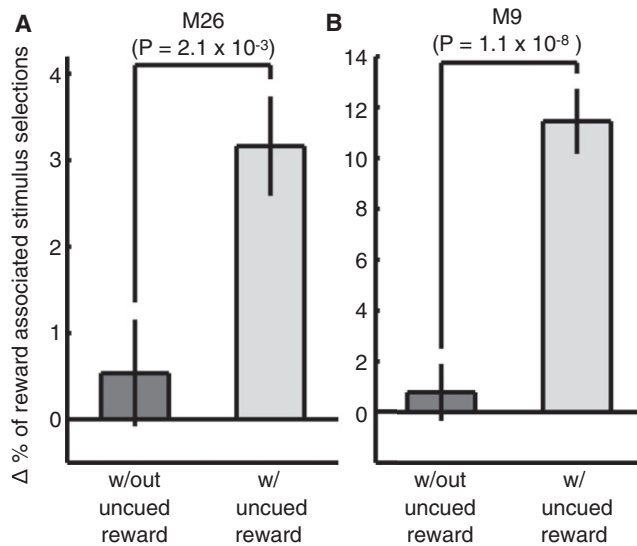 A
M26
(P = 2.1 x 10-3)
Δ % of reward associated stimulus selections
4
3
2
1
0
w/out
uncued
reward
w/
uncued
reward
B
M9
(P = 1.1 x 10-8)
14
12
10
8
6
4
2
0
w/out
uncued
reward
w/
uncued
reward